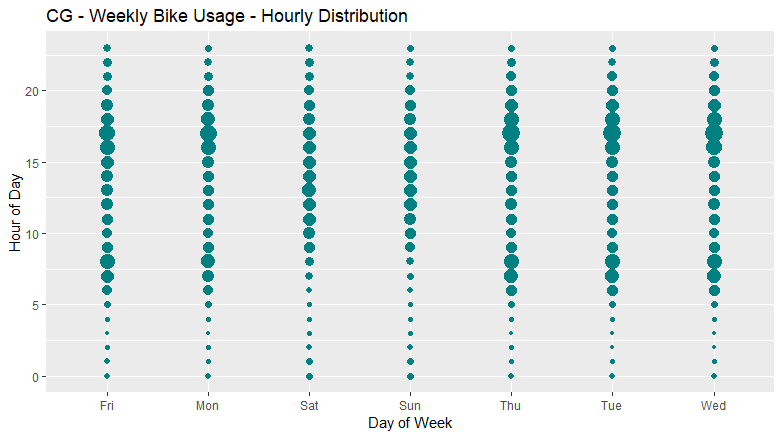 CG - Weekly Bike Usage - Hourly Distribution
Hour of Day
20
15
10
5
0
Fri Mon Sat Sun Thu Tue Wed
Day of Week